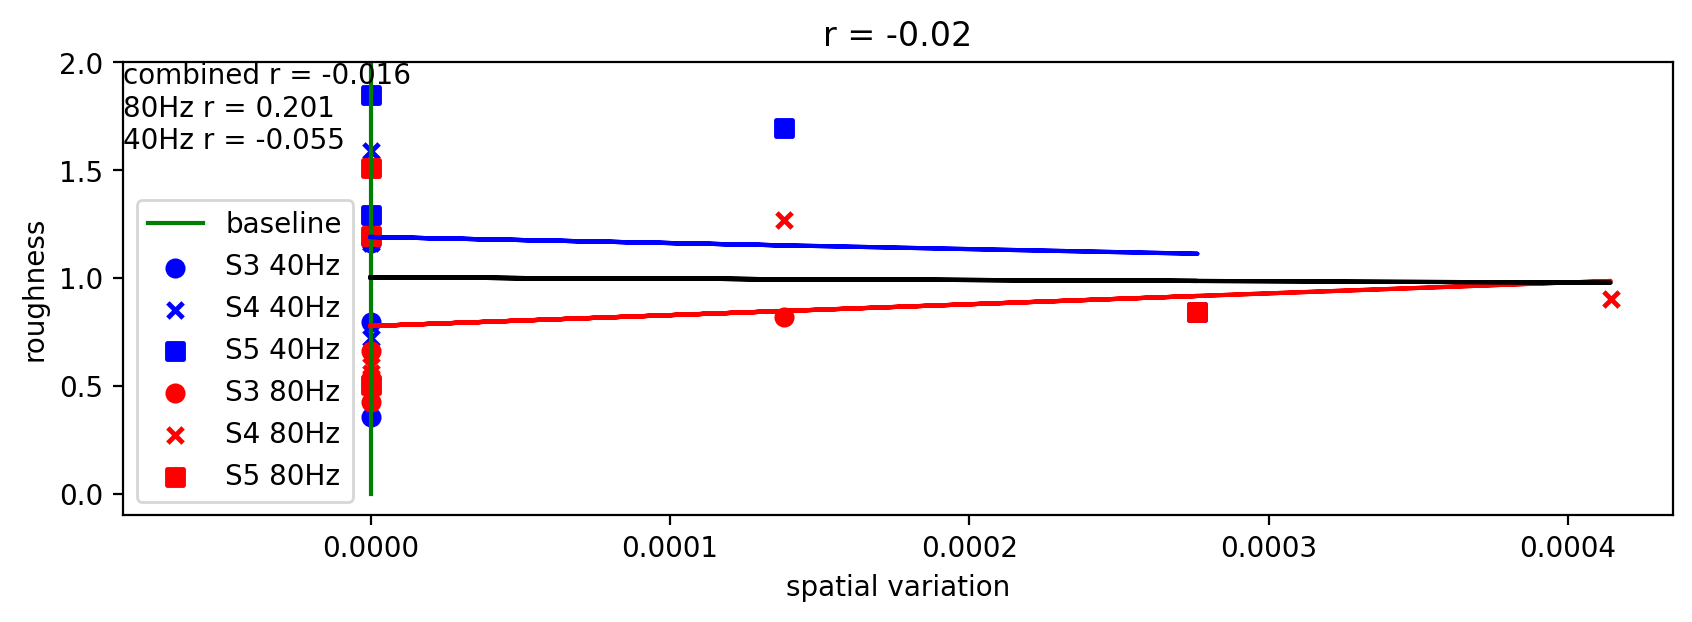 r = -0.02
combined r = -0.016
80Hz r = 0.201
40Hz r = -0.055
2.0
1.5
1.0
0.5
0.0
roughness
baseline
S3 40Hz
S4 40Hz
S5 40Hz
S3 80Hz
S4 80Hz
S5 80Hz
0.0000
0.0001
0.0002
0.0003
0.0004
spatial variation